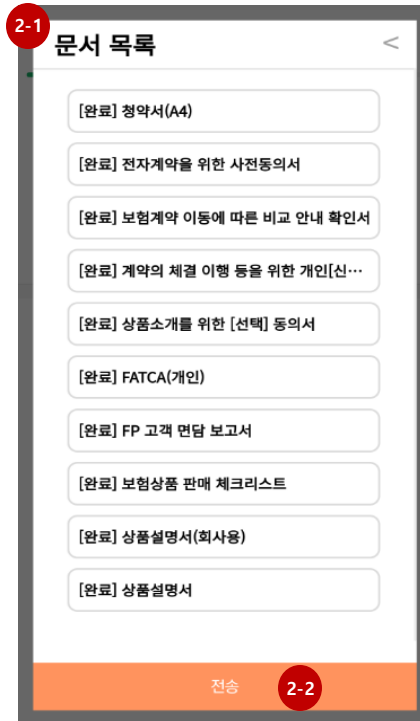 2-1
문서 목록
<
[완료] 청약서(A4)
[완료] 전자계약을 위한 사전동의서
[완료] 보험계약 이동에 따른 비교 안내 확인서
[완료] 계약의 체결 이행 등을 위한 개인[신…
[완료] 상품소개를 위한 [선택] 동의서
[완료] FATCA(개인)
[완료] FP 고객 면담 보고서
[완료] 보험상품 판매 체크리스트
[완료] 상품설명서(회사용)
[완료] 상품설명서
전송
2-2